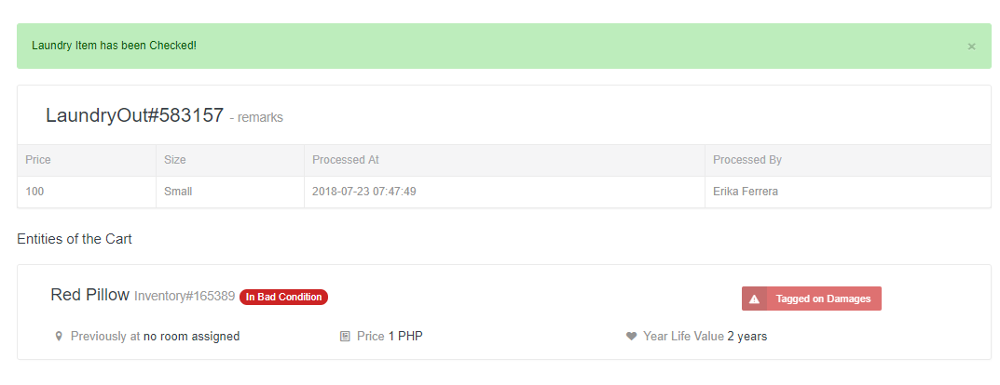 Laundry Item has been Checked! ×
LaundryOut#583157 - remarks
Price Size Processed At Processed By
100 Small 2018-07-23 07:47:49 Erika Ferrera
Entities of the Cart
Red Pillow Inventory#165389 In Bad Condition Tagged on Damages
Previously at no room assigned Price 1 PHP Year Life Value 2 years